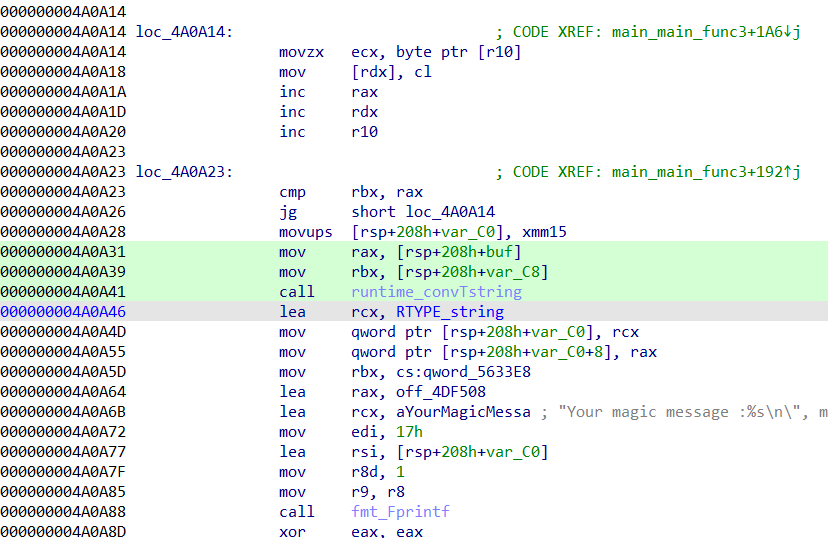 000000004A0A14
000000004A0A14 loc_4A0A14: ; CODE XREF: main_main_func3+1A6↓j
000000004A0A14 movzx ecx, byte ptr [r10]
000000004A0A18 mov [rdx], cl
000000004A0A1A inc rax
000000004A0A1D inc rdx
000000004A0A20 inc r10
000000004A0A23
000000004A0A23 loc_4A0A23: ; CODE XREF: main_main_func3+192↑j
000000004A0A23 cmp rbx, rax
000000004A0A26 jg short loc_4A0A14
000000004A0A28 movups [rsp+208h+var_C0], xmm15
000000004A0A31 mov rax, [rsp+208h+buf]
000000004A0A39 mov rbx, [rsp+208h+var_C8]
000000004A0A41 call runtime_convTstring
000000004A0A46 lea rcx, RTYPE_string
000000004A0A4D mov qword ptr [rsp+208h+var_C0], rcx
000000004A0A55 mov qword ptr [rsp+208h+var_C0+8], rax
000000004A0A5D mov rbx, cs:qword_5633E8
000000004A0A64 lea rax, off_4DF508
000000004A0A6B lea rcx, aYourMagicMessa ; "Your magic message :%s\n\", m
000000004A0A72 mov edi, 17h
000000004A0A77 lea rsi, [rsp+208h+var_C0]
000000004A0A7F mov r8d, 1
000000004A0A85 mov r9, r8
000000004A0A88 call fmt_Fprintf
000000004A0A8D xor eax, eax